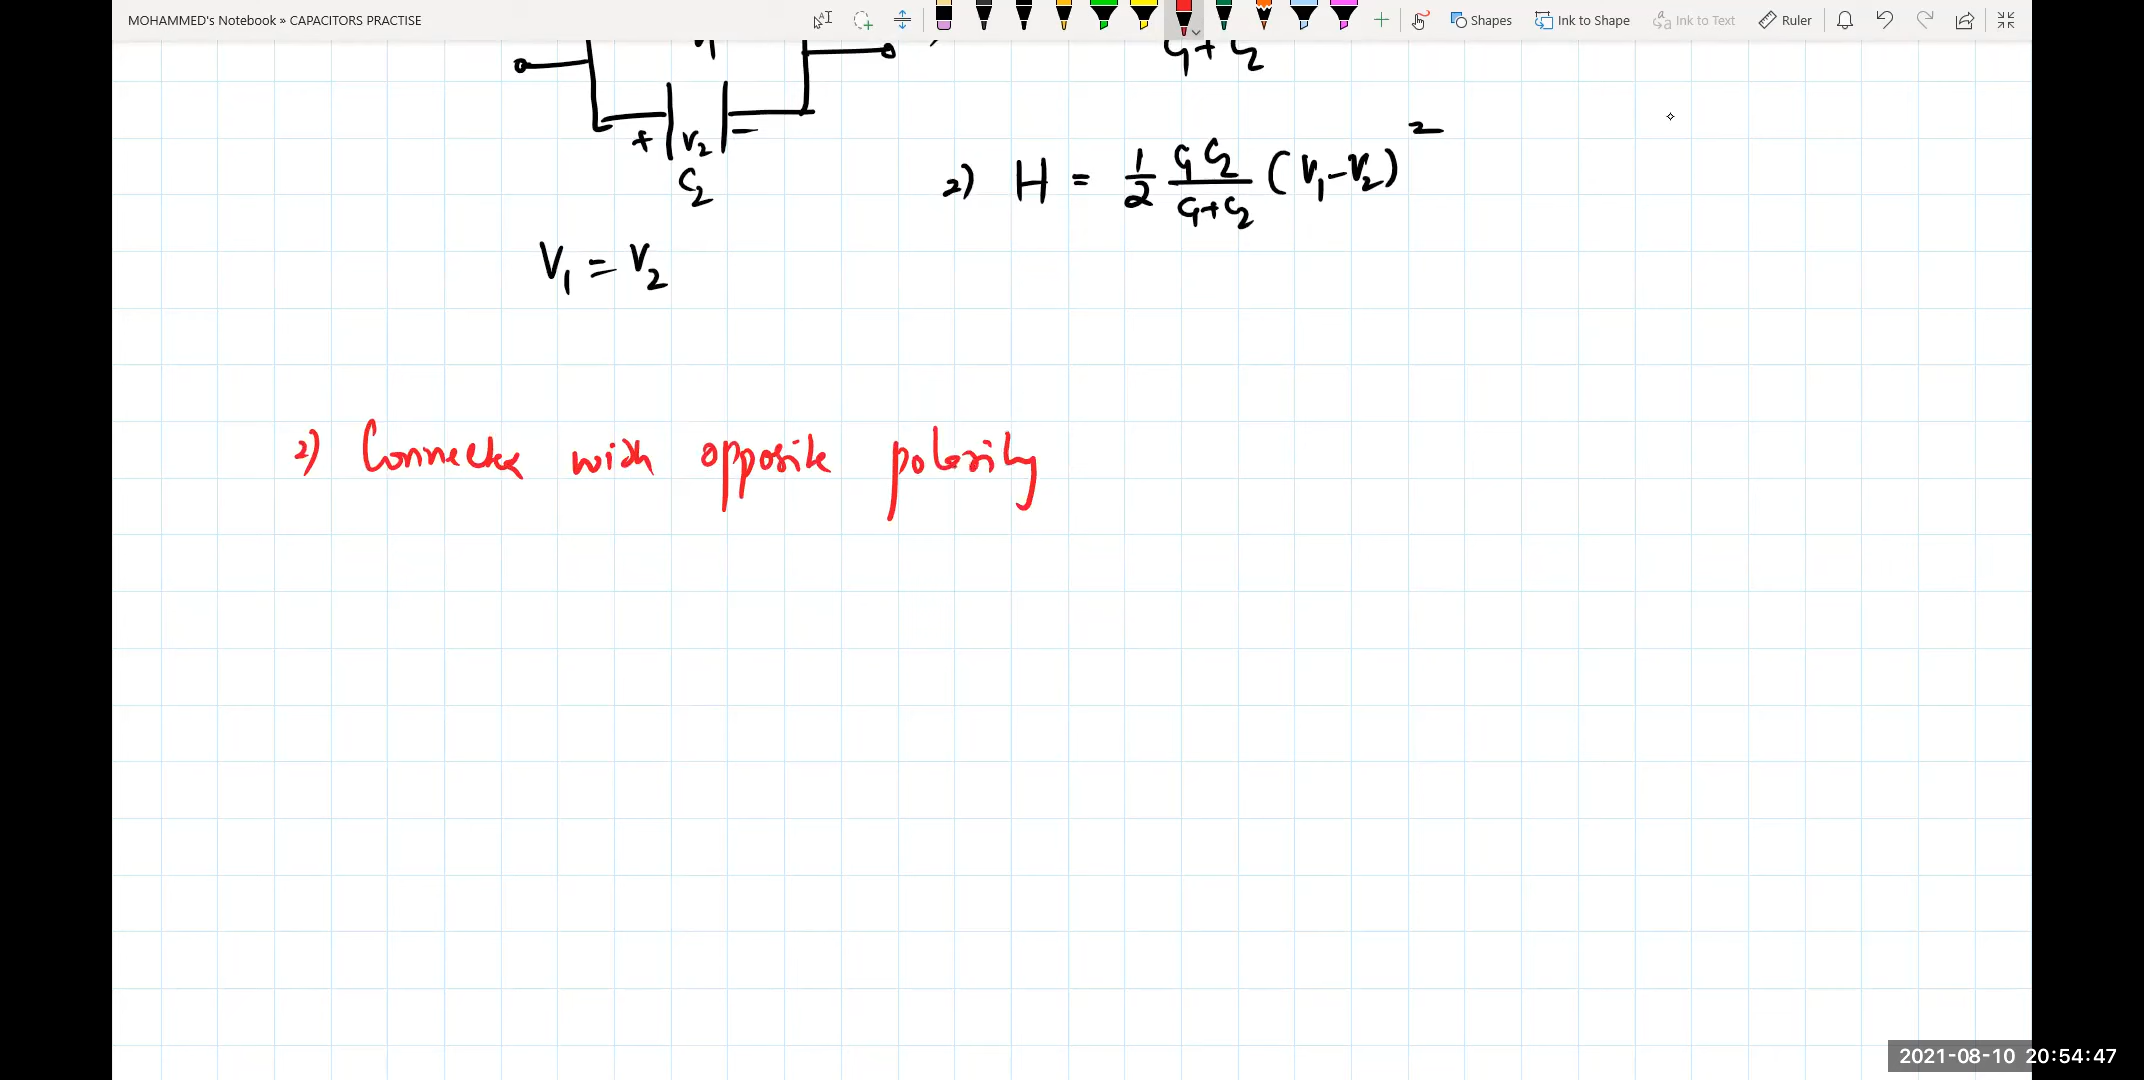 MOHAMMED's Notebook » CAPACITORS PRACTISE
Shapes Ink to Shape Ink to Text Ruler
C₁+C₂
+ V₂ −
C₂
2) H = 1/2 C₁C₂/C₁+C₂ (V₁−V₂)²
V₁ = V₂
2) Connected with opposite polarity
2021-08-10 20:54:47